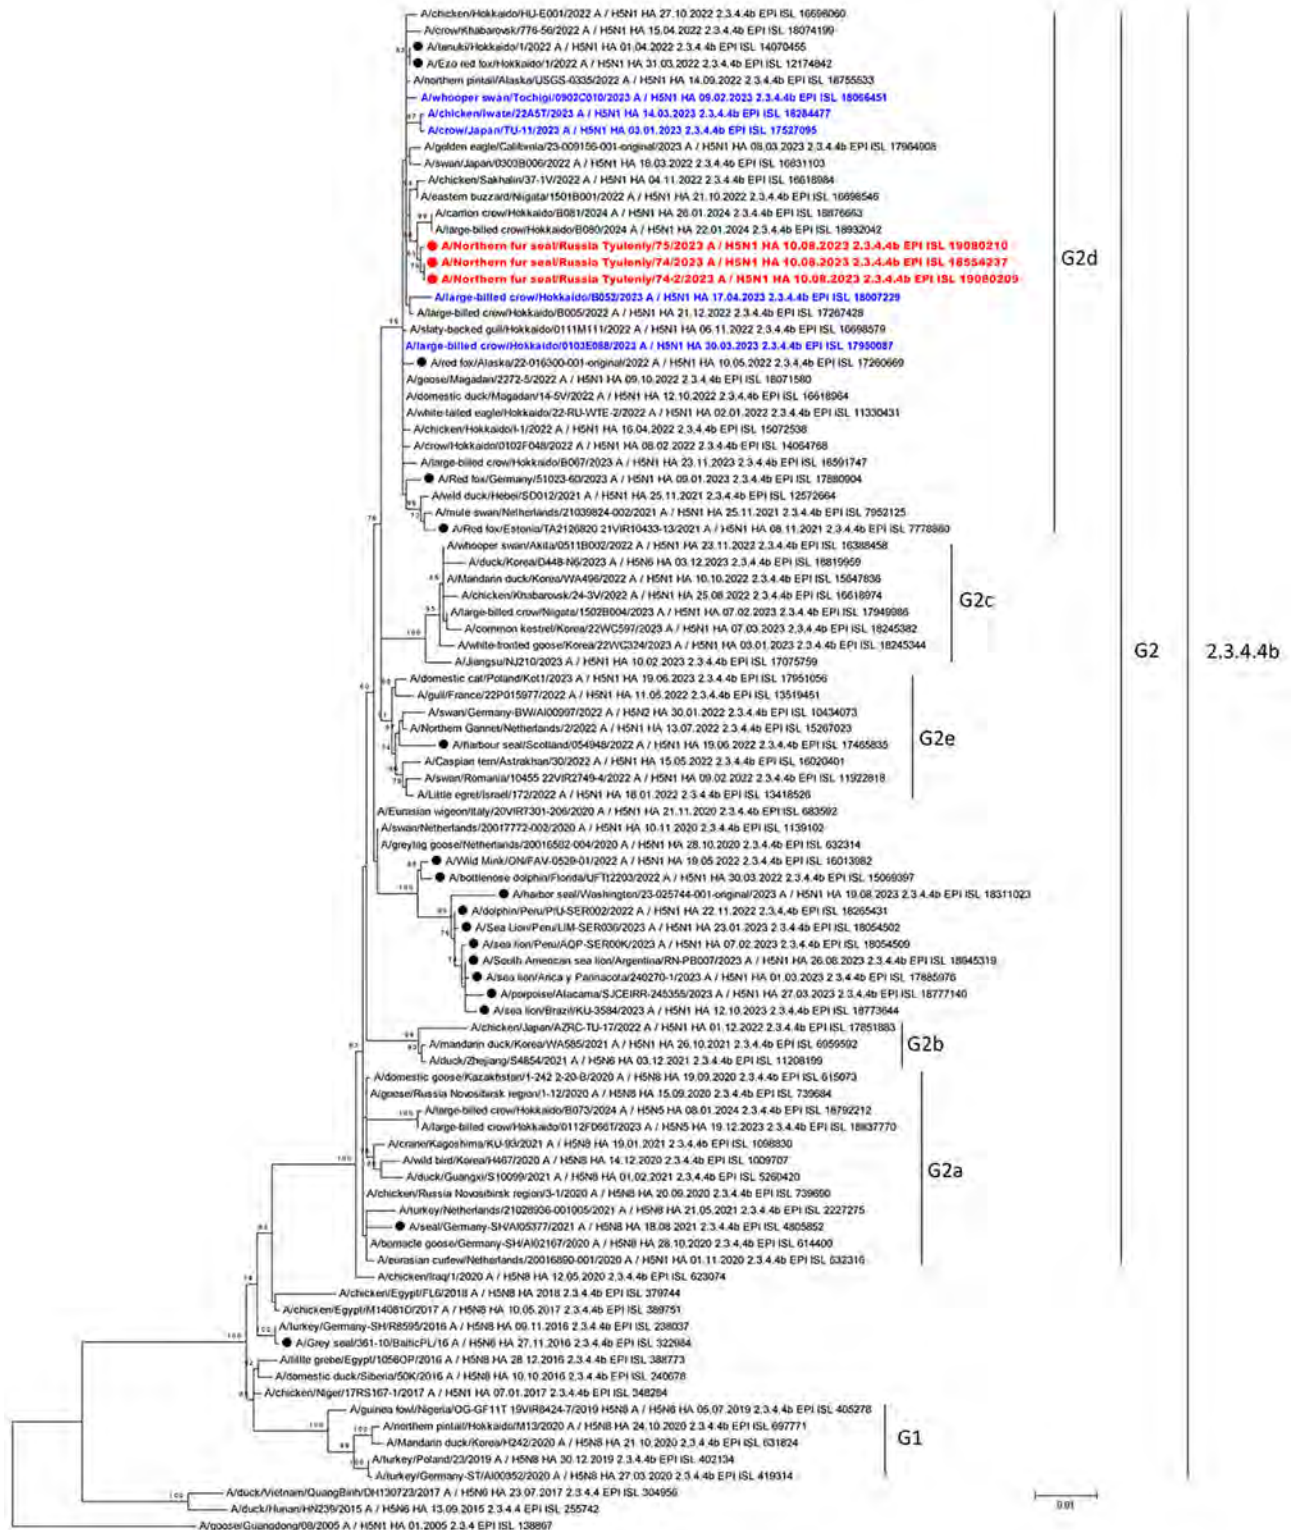 A/chicken/Hokkaido/HU-E001/2022 A / H5N1 HA 27.10.2022 2.3.4.4b EPI ISL 16696060
A/crow/Khabarovsk/776-56/2022 A / H5N1 HA 15.04.2022 2.3.4.4b EPI ISL 18074199
A/tanuki/Hokkaido/1/2022 A / H5N1 HA 01.04.2022 2.3.4.4b EPI ISL 14070455
A/Ezo red fox/Hokkaido/1/2022 A / H5N1 HA 31.03.2022 2.3.4.4b EPI ISL 12174842
A/northern pintail/Alaska/USGS-0335/2022 A / H5N1 HA 14.09.2022 2.3.4.4b EPI ISL 18755533
A/whooper swan/Tochigi/0902C010/2023 A / H5N1 HA 09.02.2023 2.3.4.4b EPI ISL 18066451
A/chicken/Iwate/22A5T/2023 A / H5N1 HA 14.03.2023 2.3.4.4b EPI ISL 18284477
A/crow/Japan/TU-11/2023 A / H5N1 HA 03.01.2023 2.3.4.4b EPI ISL 17527095
A/golden eagle/California/23-009156-001-original/2023 A / H5N1 HA 08.03.2023 2.3.4.4b EPI ISL 17964908
A/swan/Japan/0303B006/2022 A / H5N1 HA 18.03.2022 2.3.4.4b EPI ISL 16831103
A/chicken/Sakhalin/37-1V/2022 A / H5N1 HA 04.11.2022 2.3.4.4b EPI ISL 16618984
A/eastern buzzard/Niigata/1501B001/2022 A / H5N1 HA 21.10.2022 2.3.4.4b EPI ISL 16698546
A/carrion crow/Hokkaido/B081/2024 A / H5N1 HA 26.01.2024 2.3.4.4b EPI ISL 18876663
A/large-billed crow/Hokkaido/B080/2024 A / H5N1 HA 22.01.2024 2.3.4.4b EPI ISL 18932042
A/Northern fur seal/Russia Tyuleniy/75/2023 A / H5N1 HA 10.08.2023 2.3.4.4b EPI ISL 19080210
A/Northern fur seal/Russia Tyuleniy/74/2023 A / H5N1 HA 10.08.2023 2.3.4.4b EPI ISL 18554237
A/Northern fur seal/Russia Tyuleniy/74-2/2023 A / H5N1 HA 10.08.2023 2.3.4.4b EPI ISL 19080209
G2d
A/large-billed crow/Hokkaido/B052/2023 A / H5N1 HA 17.04.2023 2.3.4.4b EPI ISL 18007229
A/large-billed crow/Hokkaido/B005/2022 A / H5N1 HA 21.12.2022 2.3.4.4b EPI ISL 17267428
A/slaty-backed gull/Hokkaido/0111M111/2022 A / H5N1 HA 06.11.2022 2.3.4.4b EPI ISL 16698579
A/large-billed crow/Hokkaido/0103E088/2023 A / H5N1 HA 30.03.2023 2.3.4.4b EPI ISL 17950087
A/red fox/Alaska/22-016300-001-original/2022 A / H5N1 HA 10.05.2022 2.3.4.4b EPI ISL 17260669
A/goose/Magadan/2272-5/2022 A / H5N1 HA 09.10.2022 2.3.4.4b EPI ISL 18071580
A/domestic duck/Magadan/14-5V/2022 A / H5N1 HA 12.10.2022 2.3.4.4b EPI ISL 16618964
A/white-tailed eagle/Hokkaido/22-RU-WTE-2/2022 A / H5N1 HA 02.01.2022 2.3.4.4b EPI ISL 11330431
A/chicken/Hokkaido/I-1/2022 A / H5N1 HA 16.04.2022 2.3.4.4b EPI ISL 15072538
A/crow/Hokkaido/0102F048/2022 A / H5N1 HA 08.02.2022 2.3.4.4b EPI ISL 14064768
A/large-billed crow/Hokkaido/B067/2023 A / H5N1 HA 23.11.2023 2.3.4.4b EPI ISL 16591747
A/Red fox/Germany/51023-60/2023 A / H5N1 HA 09.01.2023 2.3.4.4b EPI ISL 17880904
A/wild duck/Hebei/SD012/2021 A / H5N1 HA 25.11.2021 2.3.4.4b EPI ISL 12572664
A/mute swan/Netherlands/21039824-002/2021 A / H5N1 HA 25.11.2021 2.3.4.4b EPI ISL 7952125
A/Red fox/Estonia/TA2126820 21VIR10433-13/2021 A / H5N1 HA 08.11.2021 2.3.4.4b EPI ISL 7778880
A/whooper swan/Akita/0511B002/2022 A / H5N1 HA 23.11.2022 2.3.4.4b EPI ISL 16388458
A/duck/Korea/D448-N6/2023 A / H5N6 HA 03.12.2023 2.3.4.4b EPI ISL 18819959
A/Mandarin duck/Korea/WA496/2022 A / H5N1 HA 10.10.2022 2.3.4.4b EPI ISL 15647836
A/chicken/Khabarovsk/24-3V/2022 A / H5N1 HA 25.08.2022 2.3.4.4b EPI ISL 16618974
G2c
A/large-billed crow/Niigata/1502B004/2023 A / H5N1 HA 07.02.2023 2.3.4.4b EPI ISL 17949986
A/common kestrel/Korea/22WC597/2023 A / H5N1 HA 07.03.2023 2.3.4.4b EPI ISL 18245382
A/white-fronted goose/Korea/22WC324/2023 A / H5N1 HA 03.01.2023 2.3.4.4b EPI ISL 18245344
G2
2.3.4.4b
A/Jiangsu/NJ210/2023 A / H5N1 HA 10.02.2023 2.3.4.4b EPI ISL 17075759
A/domestic cat/Poland/Kot1/2023 A / H5N1 HA 19.06.2023 2.3.4.4b EPI ISL 17951056
A/gull/France/22P015977/2022 A / H5N1 HA 11.05.2022 2.3.4.4b EPI ISL 13519451
A/swan/Germany-BW/AI00997/2022 A / H5N2 HA 30.01.2022 2.3.4.4b EPI ISL 10434073
A/Northern Gannet/Netherlands/2/2022 A / H5N1 HA 13.07.2022 2.3.4.4b EPI ISL 15267023
G2e
A/harbour seal/Scotland/054948/2022 A / H5N1 HA 19.06.2022 2.3.4.4b EPI ISL 17465835
A/Caspian tern/Astrakhan/30/2022 A / H5N1 HA 15.05.2022 2.3.4.4b EPI ISL 16020401
A/swan/Romania/10455 22VIR2749-4/2022 A / H5N1 HA 09.02.2022 2.3.4.4b EPI ISL 11922818
A/Little egret/Israel/172/2022 A / H5N1 HA 18.01.2022 2.3.4.4b EPI ISL 13418526
A/Eurasian wigeon/Italy/20VIR7301-206/2020 A / H5N1 HA 21.11.2020 2.3.4.4b EPI ISL 683592
A/swan/Netherlands/20017772-002/2020 A / H5N1 HA 10.11.2020 2.3.4.4b EPI ISL 1139102
A/greylag goose/Netherlands/20016582-004/2020 A / H5N1 HA 28.10.2020 2.3.4.4b EPI ISL 632314
A/Wild Mink/ON/FAV-0529-01/2022 A / H5N1 HA 19.05.2022 2.3.4.4b EPI ISL 16013982
A/bottlenose dolphin/Florida/UFTt2203/2022 A / H5N1 HA 30.03.2022 2.3.4.4b EPI ISL 15069397
A/harbor seal/Washington/23-025744-001-original/2023 A / H5N1 HA 19.08.2023 2.3.4.4b EPI ISL 18311023
A/dolphin/Peru/PIU-SER002/2022 A / H5N1 HA 22.11.2022 2.3.4.4b EPI ISL 18265431
A/Sea Lion/Peru/LIM-SER036/2023 A / H5N1 HA 23.01.2023 2.3.4.4b EPI ISL 18054502
A/sea lion/Peru/AQP-SER00K/2023 A / H5N1 HA 07.02.2023 2.3.4.4b EPI ISL 18054509
A/South American sea lion/Argentina/RN-PB007/2023 A / H5N1 HA 26.08.2023 2.3.4.4b EPI ISL 18945319
A/sea lion/Arica y Parinacota/240270-1/2023 A / H5N1 HA 01.03.2023 2.3.4.4b EPI ISL 17885976
A/porpoise/Atacama/SJCEIRR-245355/2023 A / H5N1 HA 27.03.2023 2.3.4.4b EPI ISL 18777140
A/sea lion/Brazil/KU-3584/2023 A / H5N1 HA 12.10.2023 2.3.4.4b EPI ISL 18773644
A/chicken/Japan/AZRC-TU-17/2022 A / H5N1 HA 01.12.2022 2.3.4.4b EPI ISL 17851883
A/mandarin duck/Korea/WA585/2021 A / H5N1 HA 26.10.2021 2.3.4.4b EPI ISL 6959592
G2b
A/duck/Zhejiang/S4854/2021 A / H5N6 HA 03.12.2021 2.3.4.4b EPI ISL 11208199
A/domestic goose/Kazakhstan/1-242 2-20-B/2020 A / H5N8 HA 19.09.2020 2.3.4.4b EPI ISL 615073
A/goose/Russia Novosibirsk region/1-12/2020 A / H5N8 HA 15.09.2020 2.3.4.4b EPI ISL 739684
A/large-billed crow/Hokkaido/B073/2024 A / H5N5 HA 08.01.2024 2.3.4.4b EPI ISL 18792212
A/large-billed crow/Hokkaido/0112F066T/2023 A / H5N5 HA 19.12.2023 2.3.4.4b EPI ISL 18837770
A/crane/Kagoshima/KU-93/2021 A / H5N8 HA 19.01.2021 2.3.4.4b EPI ISL 1098830
A/wild bird/Korea/H467/2020 A / H5N8 HA 14.12.2020 2.3.4.4b EPI ISL 1009707
G2a
A/duck/Guangxi/S10099/2021 A / H5N8 HA 01.02.2021 2.3.4.4b EPI ISL 5260420
A/chicken/Russia Novosibirsk region/3-1/2020 A / H5N8 HA 20.09.2020 2.3.4.4b EPI ISL 739690
A/turkey/Netherlands/21028936-001005/2021 A / H5N8 HA 21.05.2021 2.3.4.4b EPI ISL 2227275
A/seal/Germany-SH/AI05377/2021 A / H5N8 HA 18.08.2021 2.3.4.4b EPI ISL 4805852
A/barnacle goose/Germany-SH/AI02167/2020 A / H5N8 HA 28.10.2020 2.3.4.4b EPI ISL 614400
A/eurasian curlew/Netherlands/20016890-001/2020 A / H5N1 HA 01.11.2020 2.3.4.4b EPI ISL 632316
A/chicken/Iraq/1/2020 A / H5N8 HA 12.05.2020 2.3.4.4b EPI ISL 623074
A/chicken/Egypt/FL6/2018 A / H5N8 HA 2018 2.3.4.4b EPI ISL 379744
A/chicken/Egypt/M14081D/2017 A / H5N8 HA 10.05.2017 2.3.4.4b EPI ISL 389751
A/turkey/Germany-SH/R8595/2016 A / H5N8 HA 09.11.2016 2.3.4.4b EPI ISL 238037
A/Grey seal/361-10/BalticPL/16 A / H5N8 HA 27.11.2016 2.3.4.4b EPI ISL 322984
A/little grebe/Egypt/1056OP/2016 A / H5N8 HA 28.12.2016 2.3.4.4b EPI ISL 388773
A/domestic duck/Siberia/50K/2016 A / H5N8 HA 10.10.2016 2.3.4.4b EPI ISL 240678
A/chicken/Niger/17RS167-1/2017 A / H5N1 HA 07.01.2017 2.3.4.4b EPI ISL 348284
A/guinea fowl/Nigeria/OG-GF11T 19VIR8424-7/2019 H5N8 A / H5N8 HA 05.07.2019 2.3.4.4b EPI ISL 405278
A/northern pintail/Hokkaido/M13/2020 A / H5N8 HA 24.10.2020 2.3.4.4b EPI ISL 697771
G1
A/Mandarin duck/Korea/H242/2020 A / H5N8 HA 21.10.2020 2.3.4.4b EPI ISL 631824
A/turkey/Poland/23/2019 A / H5N8 HA 30.12.2019 2.3.4.4b EPI ISL 402134
A/turkey/Germany-ST/AI00352/2020 A / H5N8 HA 27.03.2020 2.3.4.4b EPI ISL 419314
A/duck/Vietnam/QuangBinh/DH130723/2017 A / H5N6 HA 23.07.2017 2.3.4.4 EPI ISL 304956
A/duck/Hunan/HN239/2015 A / H5N6 HA 13.09.2015 2.3.4.4 EPI ISL 255742
0.01
A/goose/Guangdong/08/2005 A / H5N1 HA 01.2005 2.3.4 EPI ISL 138867